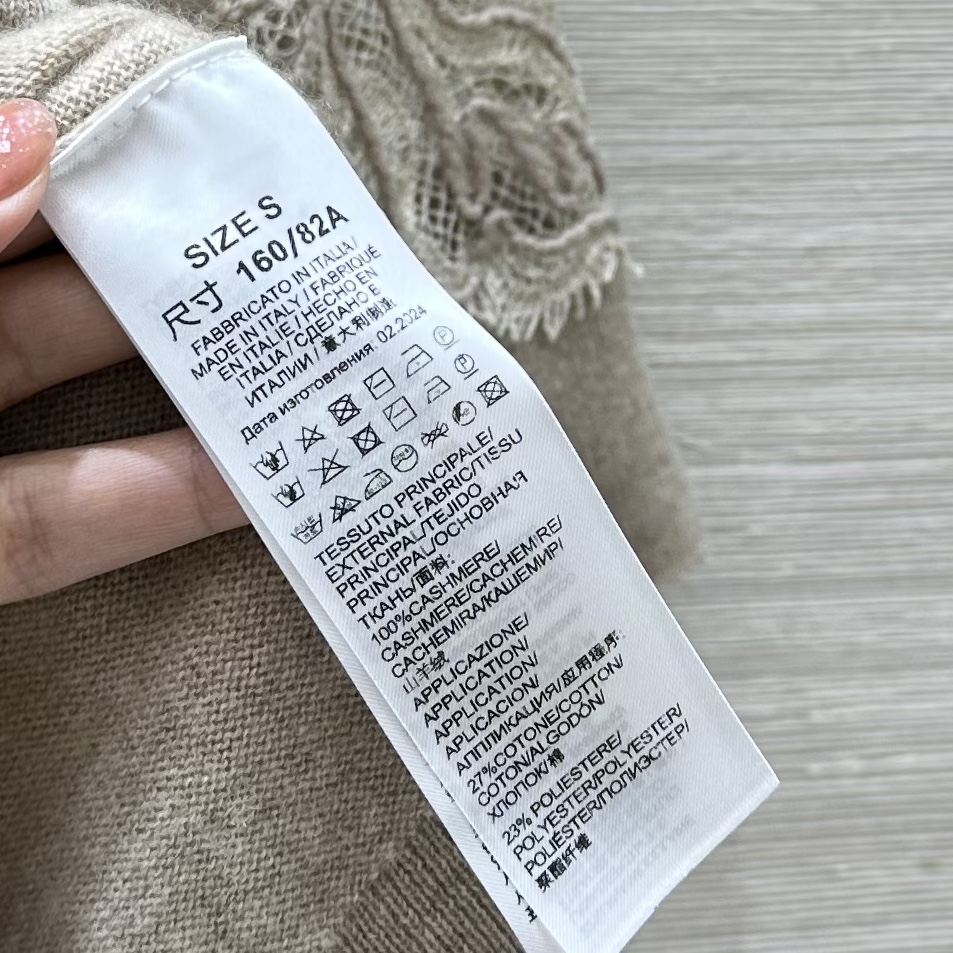 SIZE S
尺寸 160/82A
FABBRICATO IN ITALIA/
MADE IN ITALY / FABRIQUÉ
EN ITALIE / HECHO EN
ITALIA / СДЕЛАНО В
ИТАЛИИ / 意大利制造
Дата изготовления 02.2024
TESSUTO PRINCIPALE/
EXTERNAL FABRIC/TISSU
PRINCIPAL/TEJIDO
PRINCIPAL/ОСНОВНАЯ
ТКАНЬ/面料:
100%CASHMERE/
CASHMERE/CACHEMIRE/
CACHEMIRA/КАШЕМИР/
山羊绒
APPLICAZIONE/
APPLICATION/
APPLICATION/
APLICACION/
АППЛИКАЦИЯ/应用程序:
27%COTONE/COTTON/
COTON/ALGODÓN/
ХЛОПОК/棉
23% POLIESTERE/
POLYESTER/POLYESTER/
POLIÉSTER/ПОЛИЭСТЕР/
聚酯纤维